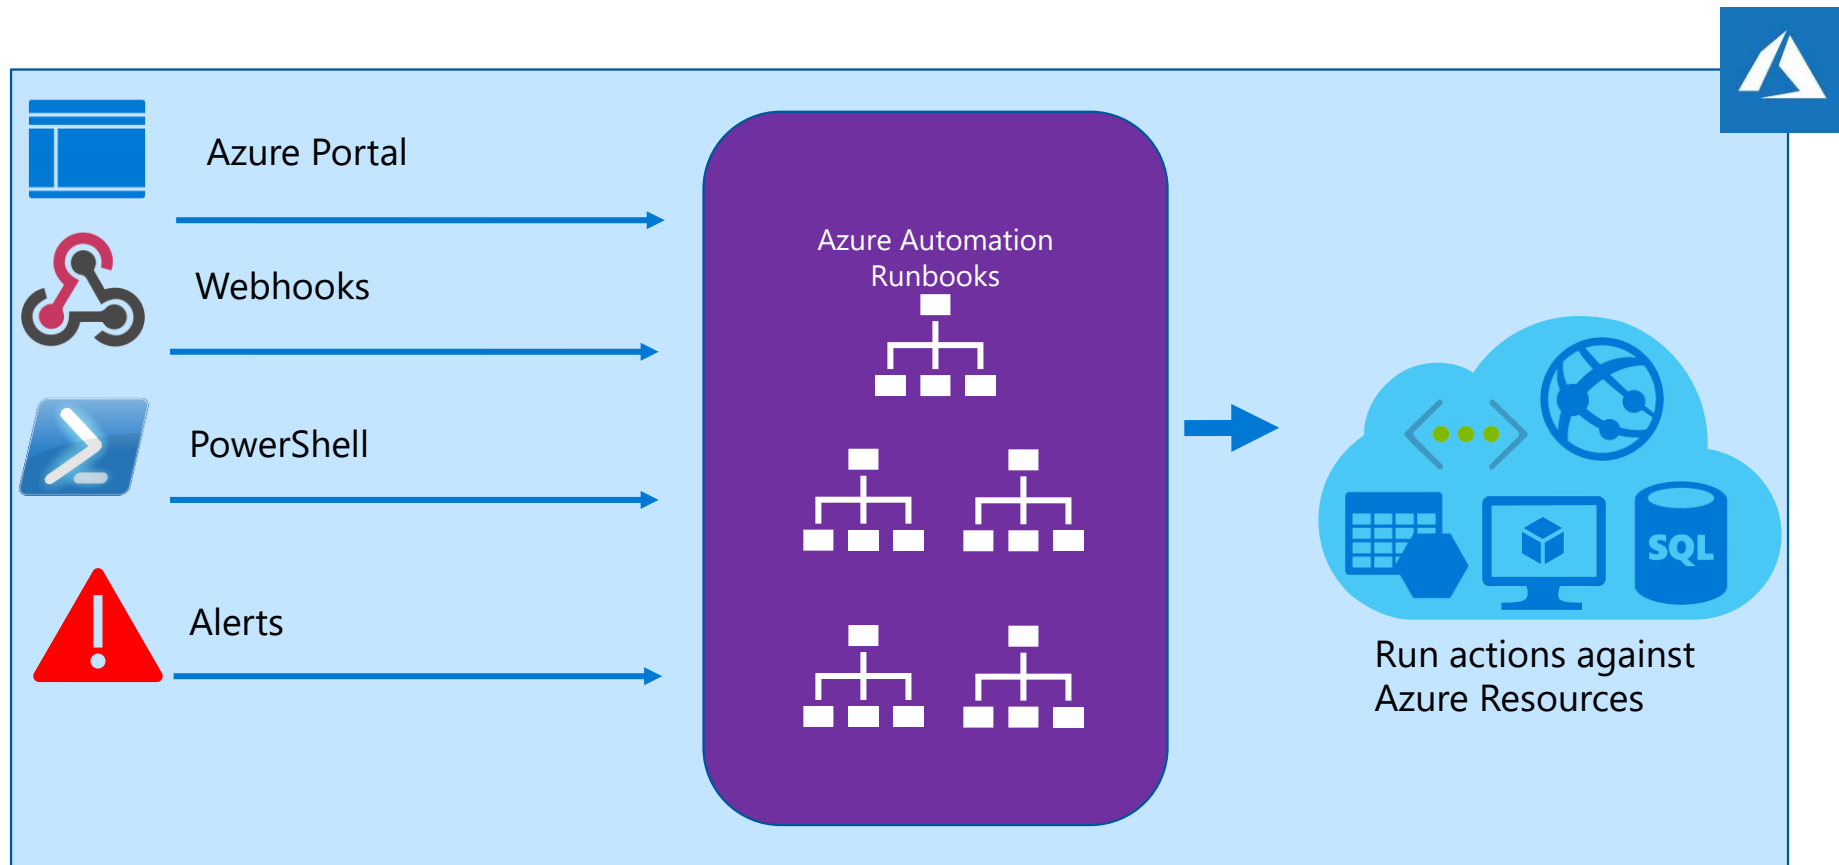 Azure Portal
Webhooks
PowerShell
Alerts
Azure Automation
Runbooks
SQL
Run actions against
Azure Resources